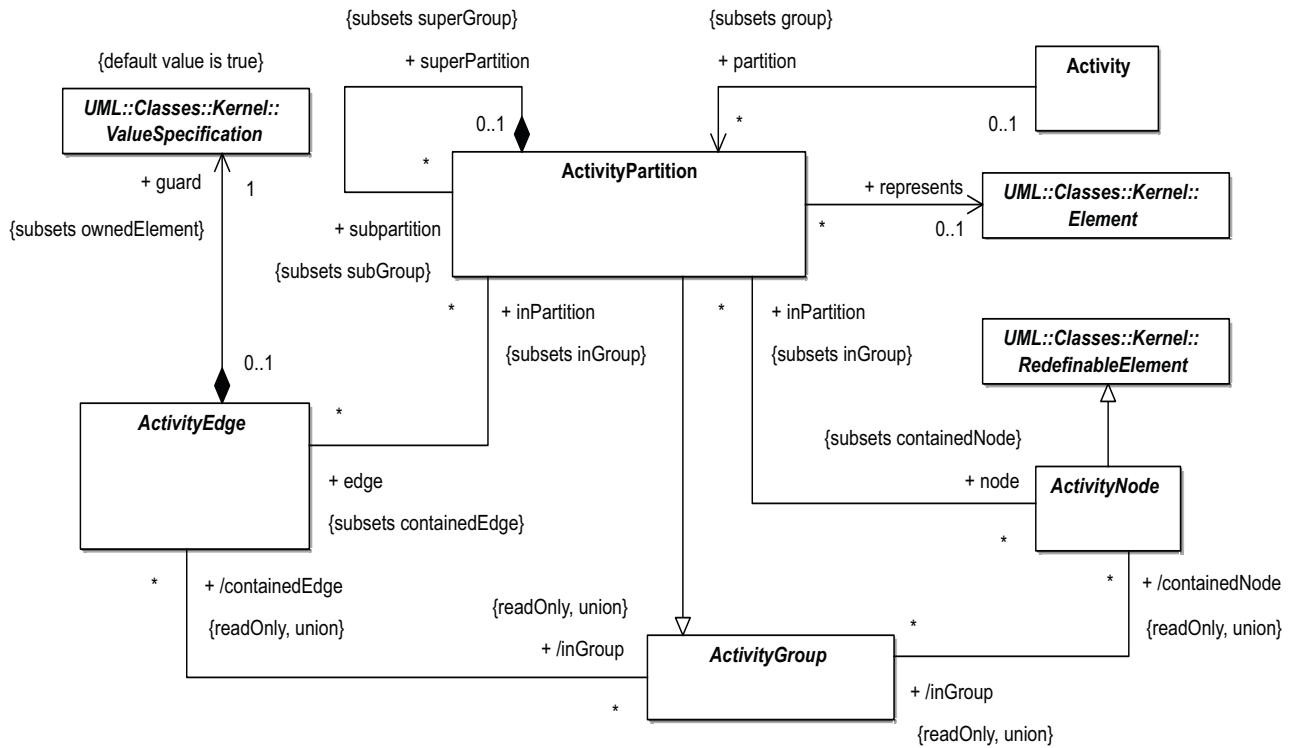 {subsets superGroup}
{subsets group}
{default value is true}
+ superPartition
+ partition
Activity
UML::Classes::Kernel::
ValueSpecification
0..1
*
0..1
*
+ guard
1
ActivityPartition
+ represents
UML::Classes::Kernel::
Element
{subsets ownedElement}
+ subpartition
*
0..1
{subsets subGroup}
*
+ inPartition
*
+ inPartition
{subsets inGroup}
{subsets inGroup}
UML::Classes::Kernel::
RedefinableElement
0..1
ActivityEdge
*
{subsets containedNode}
+ edge
+ node
ActivityNode
{subsets containedEdge}
*
*
+ /containedEdge
*
+ /containedNode
{readOnly, union}
{readOnly, union}
{readOnly, union}
*
+ /inGroup
ActivityGroup
*
+ /inGroup
{readOnly, union}